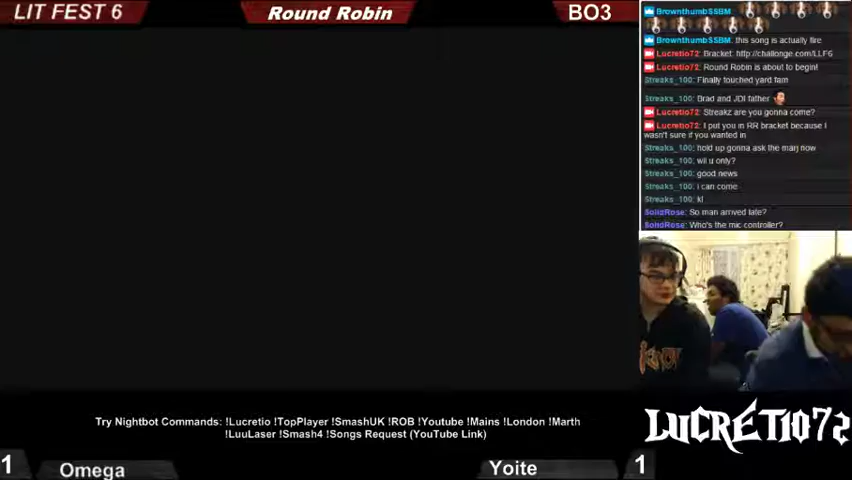 LIT FEST 6
Round Robin
BO3
BrownthumbSSBM:
BrownthumbSSBM: this song is actually fire
Lucretio72: Bracket: http://challonge.com/LLF6
Lucretio72: Round Robin is about to begin!
Streaks_100: Finally touched yard fam
Streaks_100: Brad and JDI father
Lucretio72: Streakz are you gonna come?
Lucretio72: I put you in RR bracket because I
wasn't sure if you wanted in
Streaks_100: hold up gonna ask the marj now
Streaks_100: wii u only?
Streaks_100: good news
Streaks_100: i can come
Streaks_100: kl
SolidRose: So man arrived late?
SolidRose: Who's the mic controller?
Try Nightbot Commands: !Lucretio !TopPlayer !SmashUK !ROB !Youtube !Mains !London !Marth
!LuuLaser !Smash4 !Songs Request (YouTube Link)
LUCRETIO72
1
Omega
Yoite
1